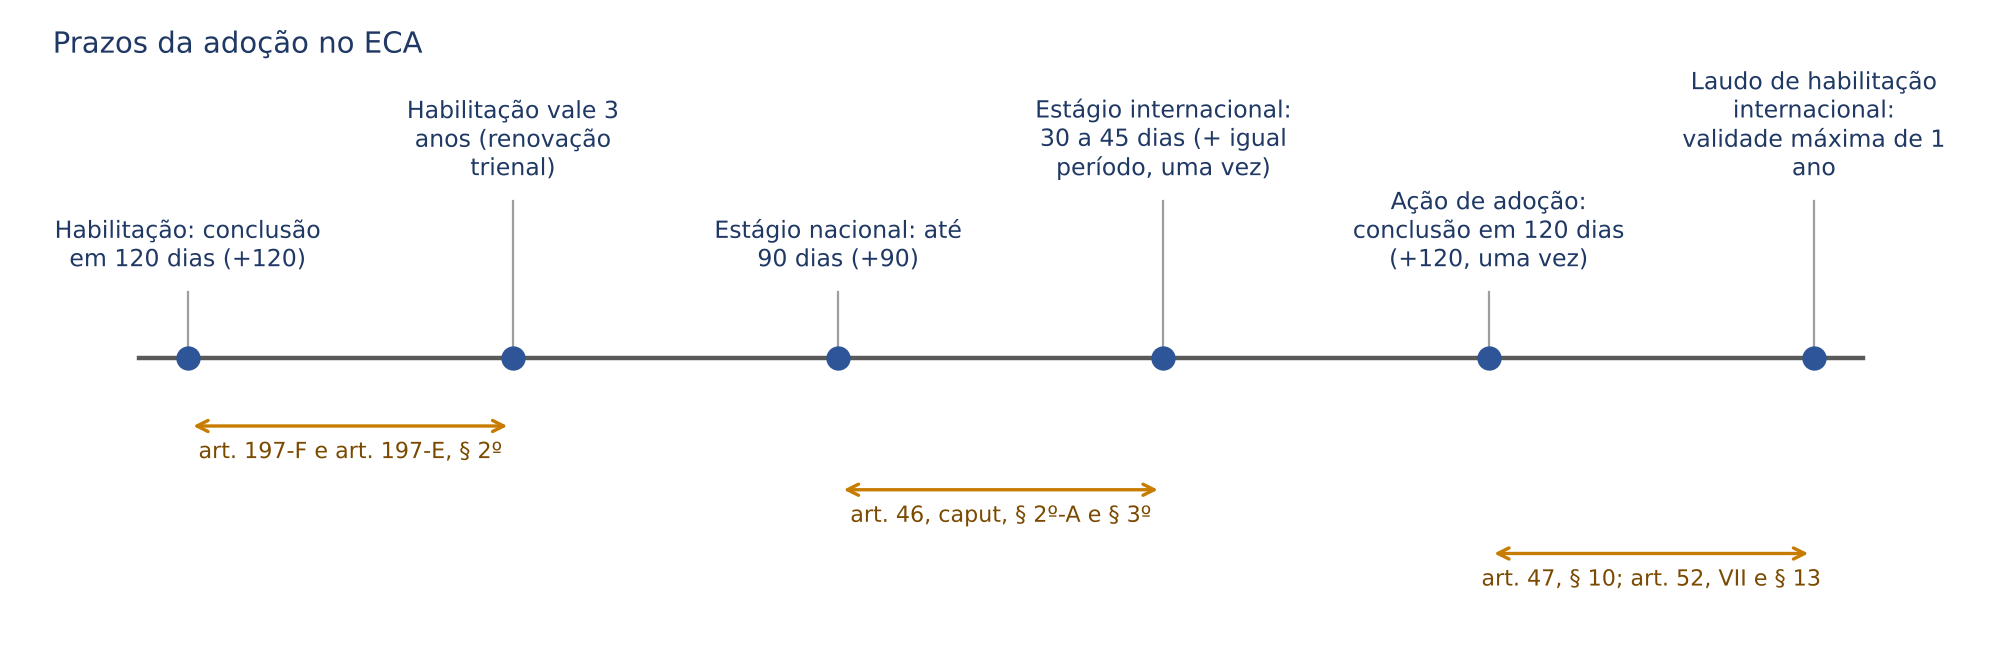 Prazos da adoção no ECA
Habilitação: conclusão
em 120 dias (+120)
Habilitação vale 3
anos (renovação
trienal)
Estágio nacional: até
90 dias (+90)
Estágio internacional:
30 a 45 dias (+ igual
período, uma vez)
Ação de adoção:
conclusão em 120 dias
(+120, uma vez)
Laudo de habilitação
internacional:
validade máxima de 1
ano
art. 197-F e art. 197-E, § 2º
art. 46, caput, § 2º-A e § 3º
art. 47, § 10; art. 52, VII e § 13